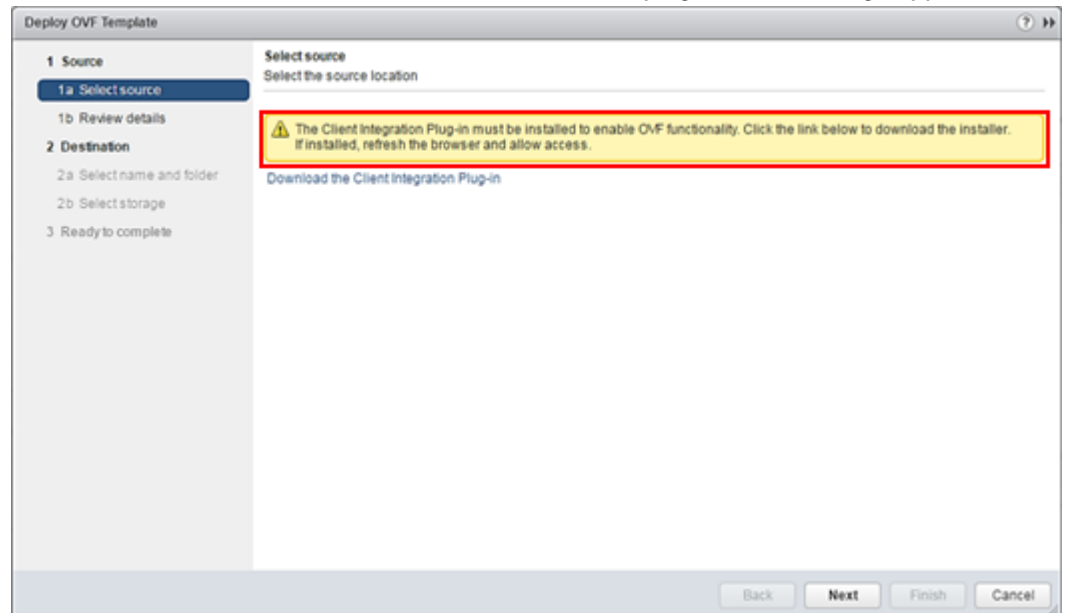 Deploy OVF Template
1 Source
1a Select source
1b Review details
2 Destination
2a Select name and folder
2b Select storage
3 Ready to complete
Select source
Select the source location
The Client Integration Plug-in must be installed to enable OVF functionality. Click the link below to download the installer.
If installed, refresh the browser and allow access.
Download the Client Integration Plug-in
Back Next Finish Cancel